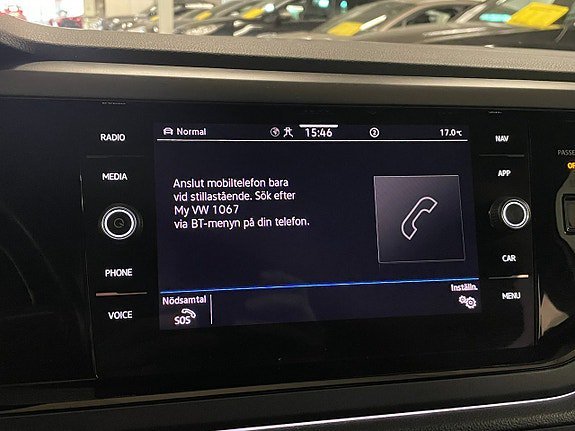 RADIO
MEDIA
PHONE
VOICE
Normal 15:46 2 17.0°C
Anslut mobiltelefon bara
vid stillastående. Sök efter
My VW 1067
via BT-menyn på din telefon.
Nödsamtal
SOS
Inställn.
NAV
APP
CAR
MENU